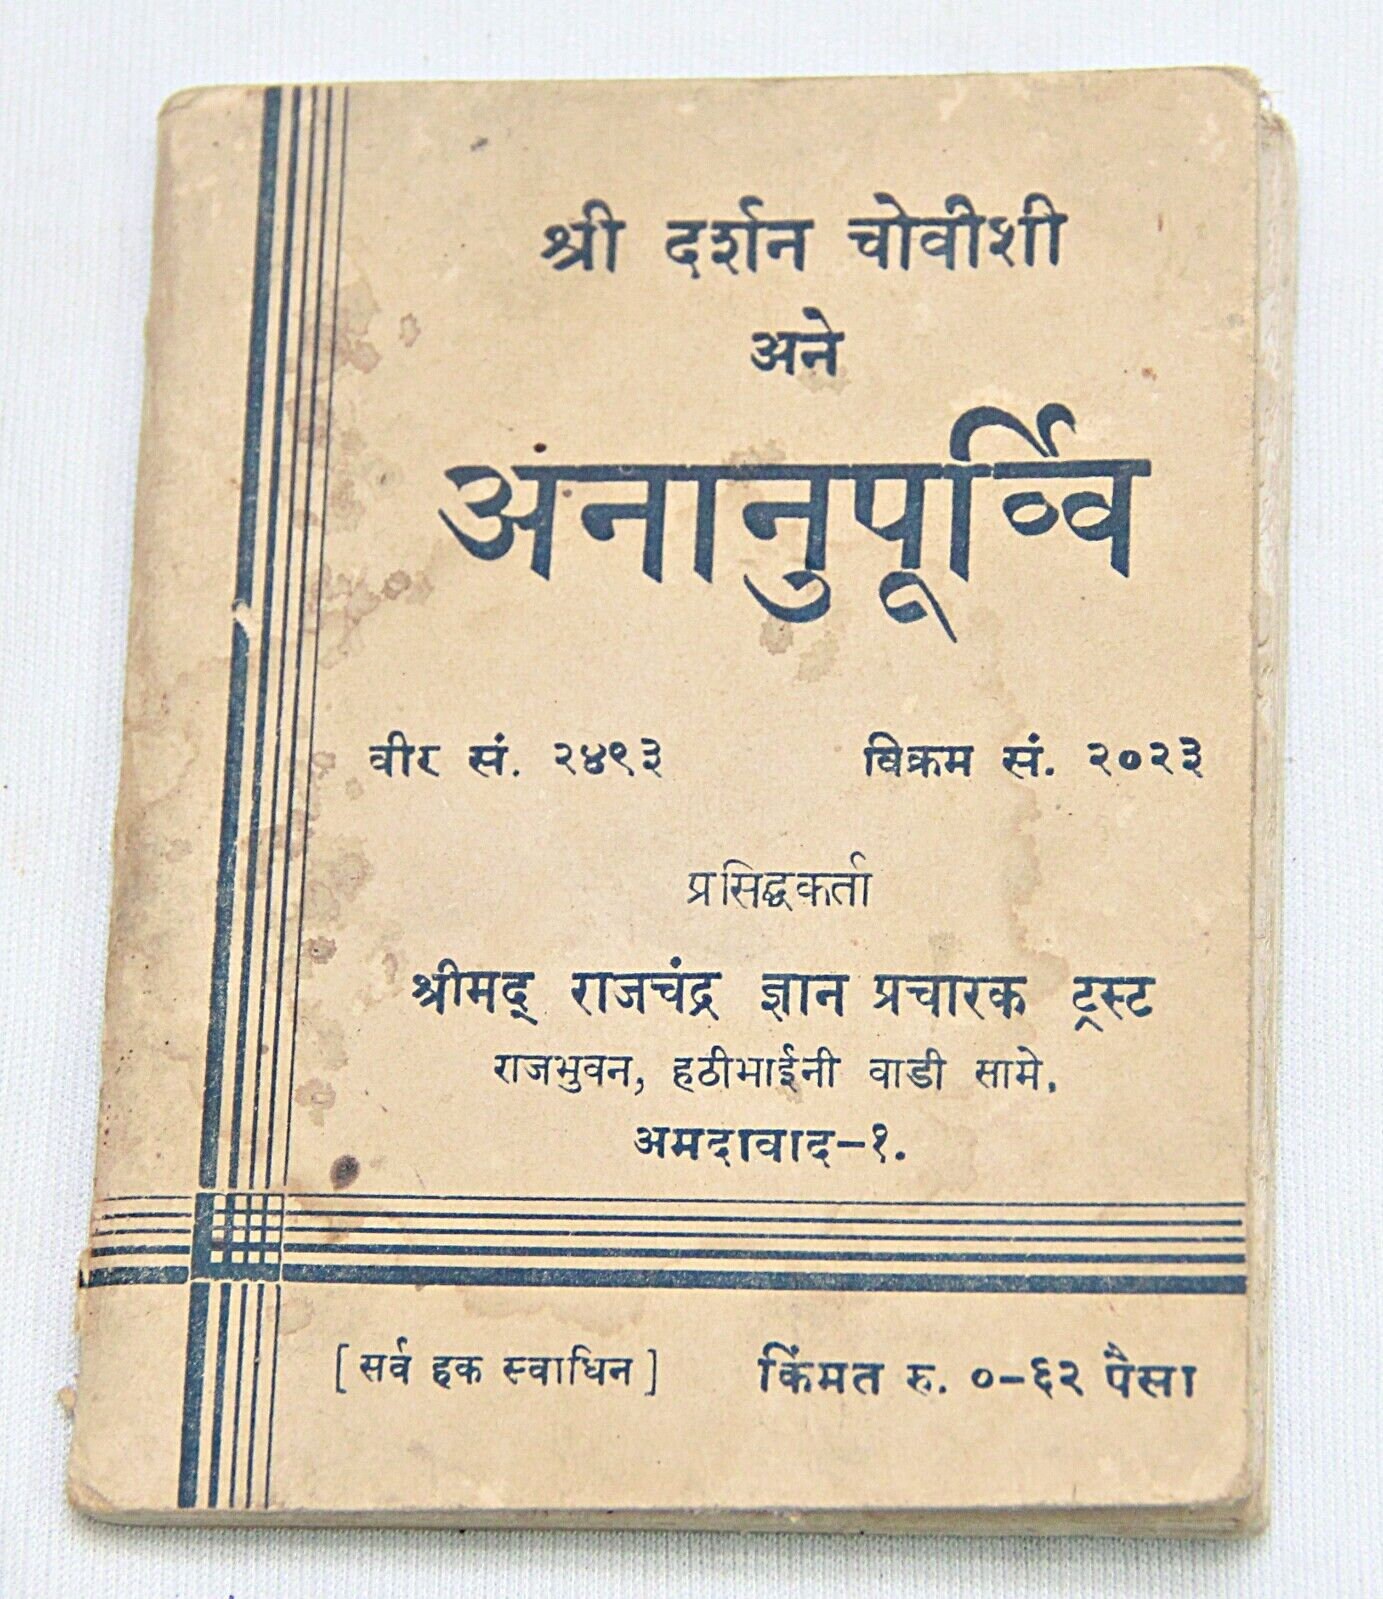 श्री दर्शन चोवीशी
अने
अनानुपूर्व्वि
वीर सं. २४९३ विक्रम सं. २०२३
प्रसिद्धकर्ता
श्रीमद् राजचंद्र ज्ञान प्रचारक ट्रस्ट
राजभुवन, हठीभाईनी वाडी सामे,
अमदावाद-१.
[ सर्व हक स्वाधिन ] किंमत रु. ०-६२ पैसा